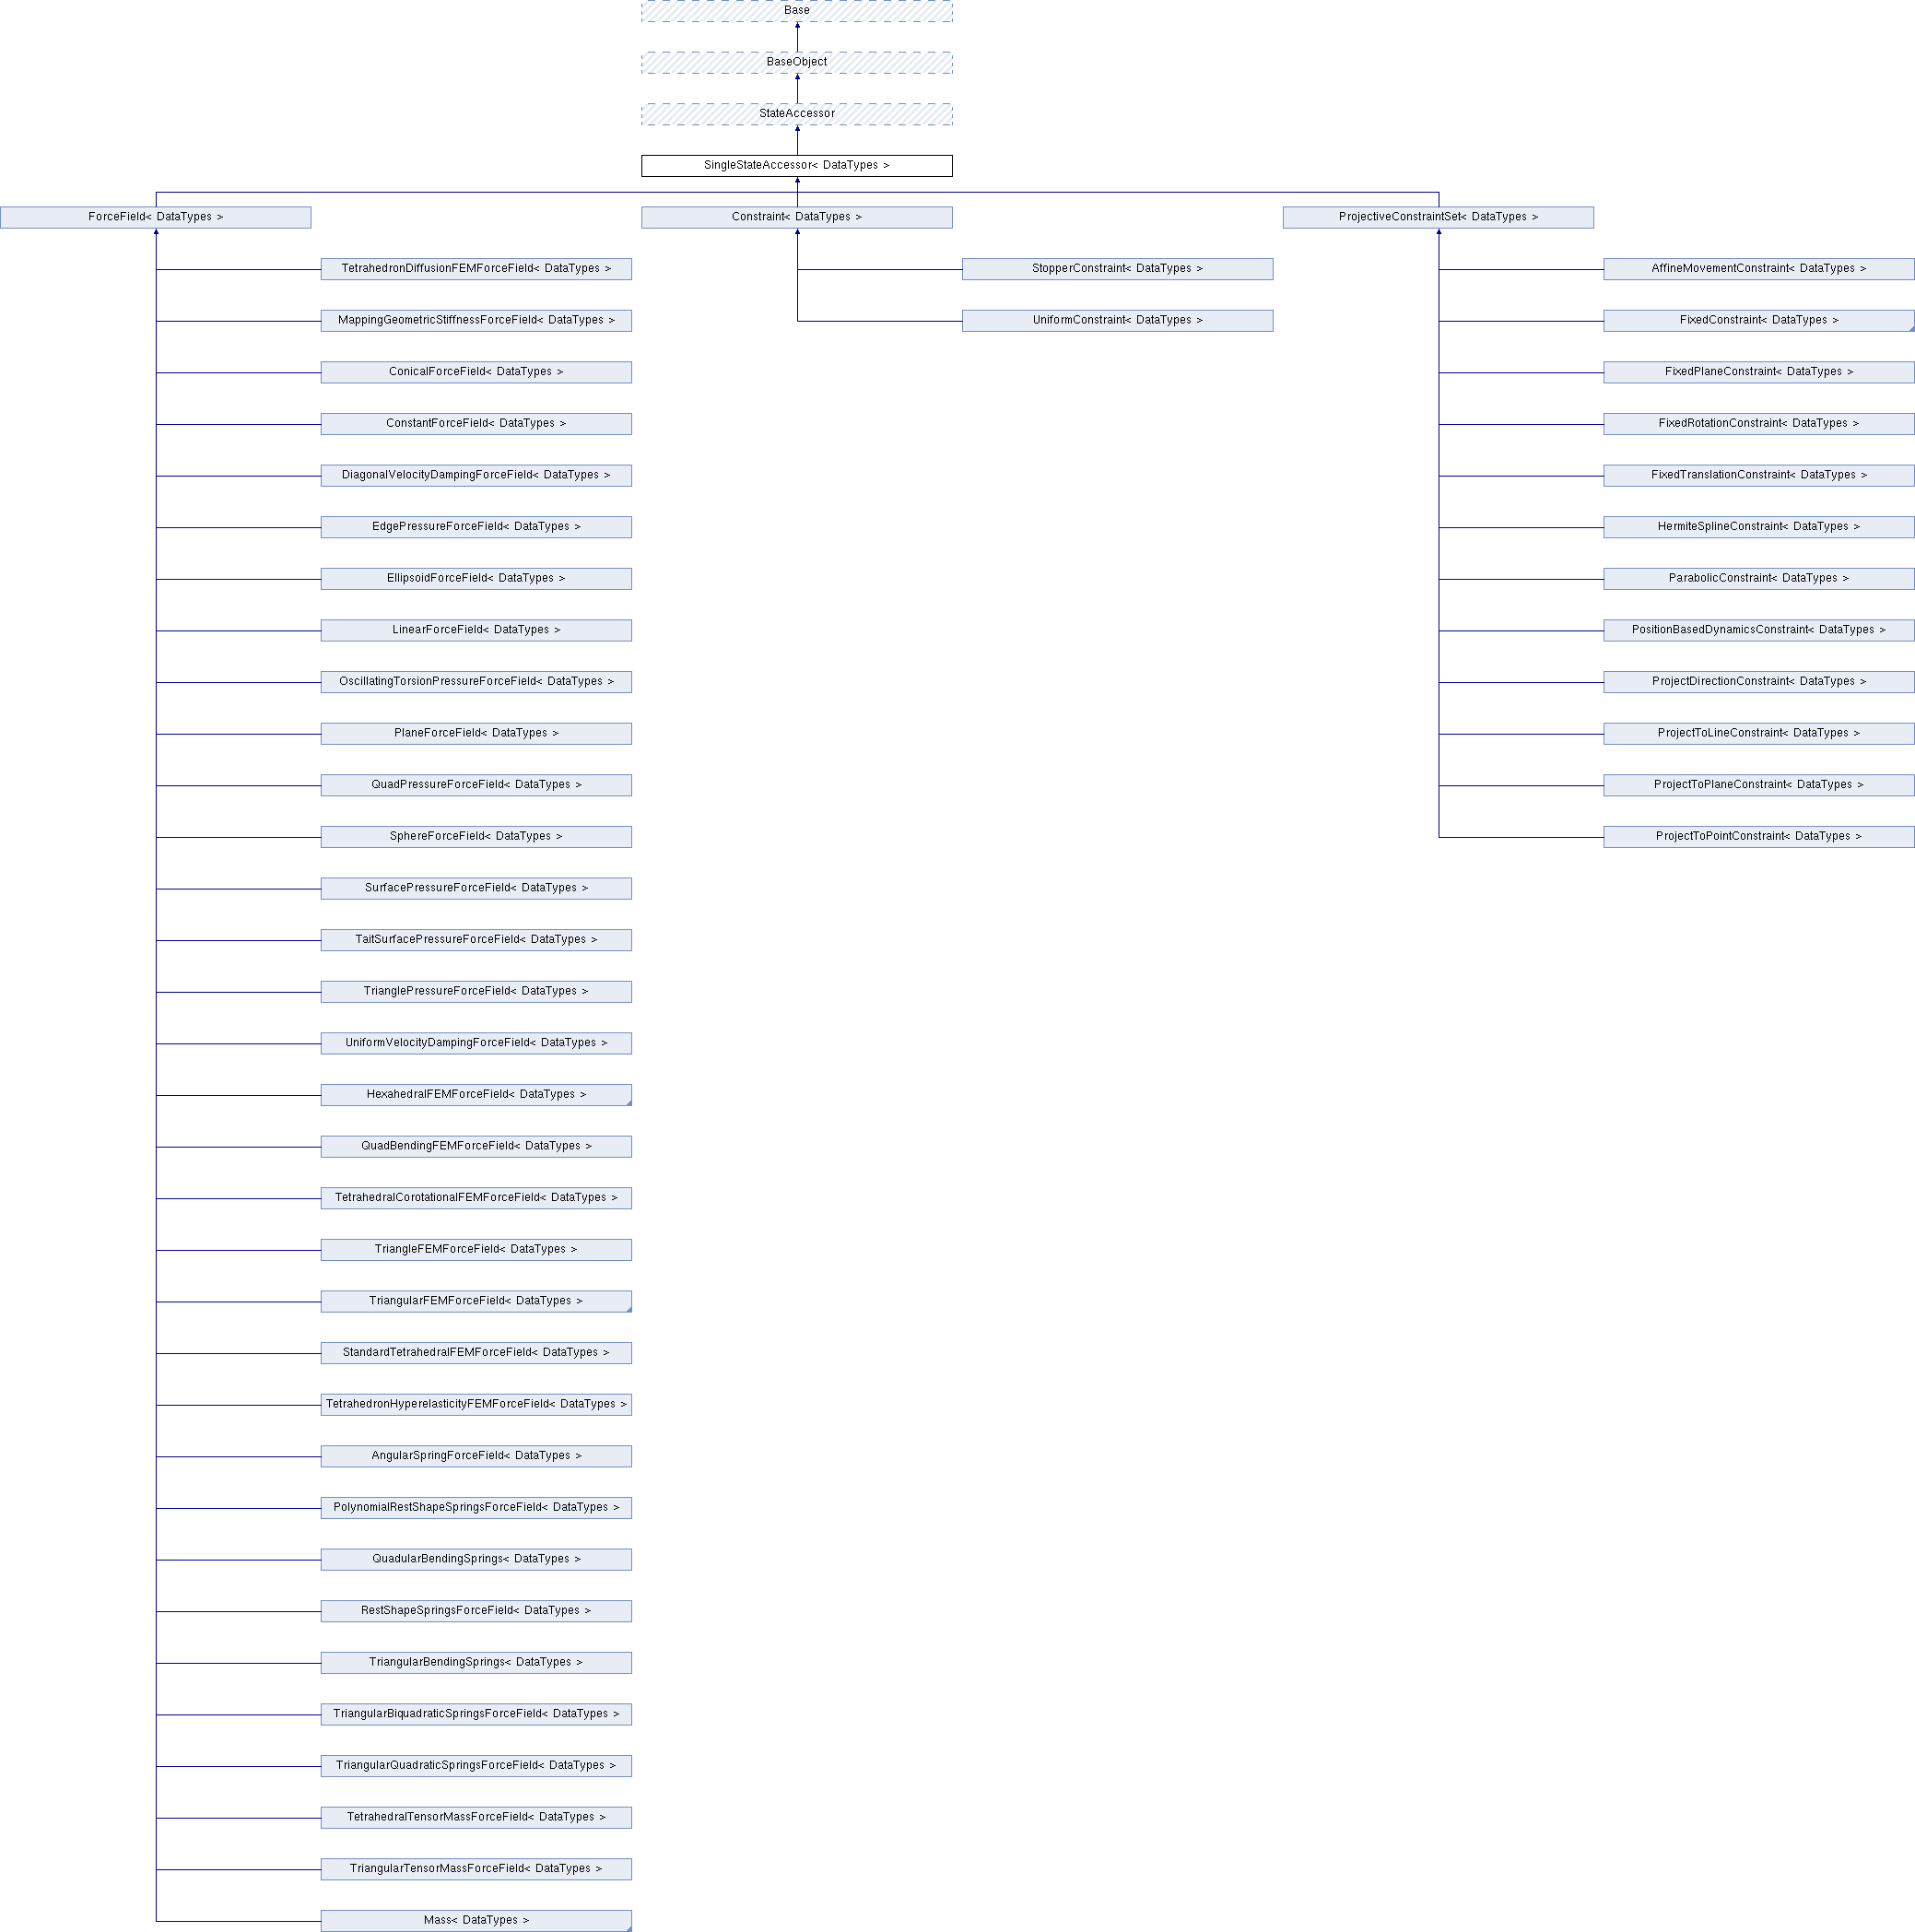 Base
BaseObject
StateAccessor
SingleStateAccessor< DataTypes >
ForceField< DataTypes >
Constraint< DataTypes >
ProjectiveConstraintSet< DataTypes >
TetrahedronDiffusionFEMForceField< DataTypes >
StopperConstraint< DataTypes >
AffineMovementConstraint< DataTypes >
MappingGeometricStiffnessForceField< DataTypes >
UniformConstraint< DataTypes >
FixedConstraint< DataTypes >
ConicalForceField< DataTypes >
FixedPlaneConstraint< DataTypes >
ConstantForceField< DataTypes >
FixedRotationConstraint< DataTypes >
DiagonalVelocityDampingForceField< DataTypes >
FixedTranslationConstraint< DataTypes >
EdgePressureForceField< DataTypes >
HermiteSplineConstraint< DataTypes >
EllipsoidForceField< DataTypes >
ParabolicConstraint< DataTypes >
LinearForceField< DataTypes >
PositionBasedDynamicsConstraint< DataTypes >
OscillatingTorsionPressureForceField< DataTypes >
ProjectDirectionConstraint< DataTypes >
PlaneForceField< DataTypes >
ProjectToLineConstraint< DataTypes >
QuadPressureForceField< DataTypes >
ProjectToPlaneConstraint< DataTypes >
SphereForceField< DataTypes >
ProjectToPointConstraint< DataTypes >
SurfacePressureForceField< DataTypes >
TaitSurfacePressureForceField< DataTypes >
TrianglePressureForceField< DataTypes >
UniformVelocityDampingForceField< DataTypes >
HexahedralFEMForceField< DataTypes >
QuadBendingFEMForceField< DataTypes >
TetrahedralCorotationalFEMForceField< DataTypes >
TriangleFEMForceField< DataTypes >
TriangularFEMForceField< DataTypes >
StandardTetrahedralFEMForceField< DataTypes >
TetrahedronHyperelasticityFEMForceField< DataTypes >
AngularSpringForceField< DataTypes >
PolynomialRestShapeSpringsForceField< DataTypes >
QuadularBendingSprings< DataTypes >
RestShapeSpringsForceField< DataTypes >
TriangularBendingSprings< DataTypes >
TriangularBiquadraticSpringsForceField< DataTypes >
TriangularQuadraticSpringsForceField< DataTypes >
TetrahedralTensorMassForceField< DataTypes >
TriangularTensorMassForceField< DataTypes >
Mass< DataTypes >